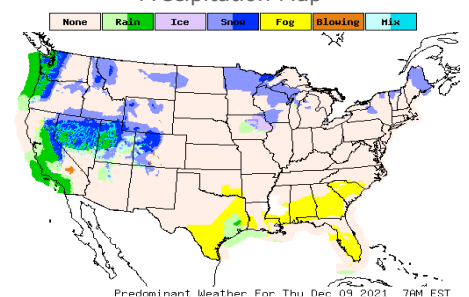 Precipitation Map
None Rain Ice Snow Fog Blowing Mix
Predominant Weather For Thu Dec 09 2021 7AM EST